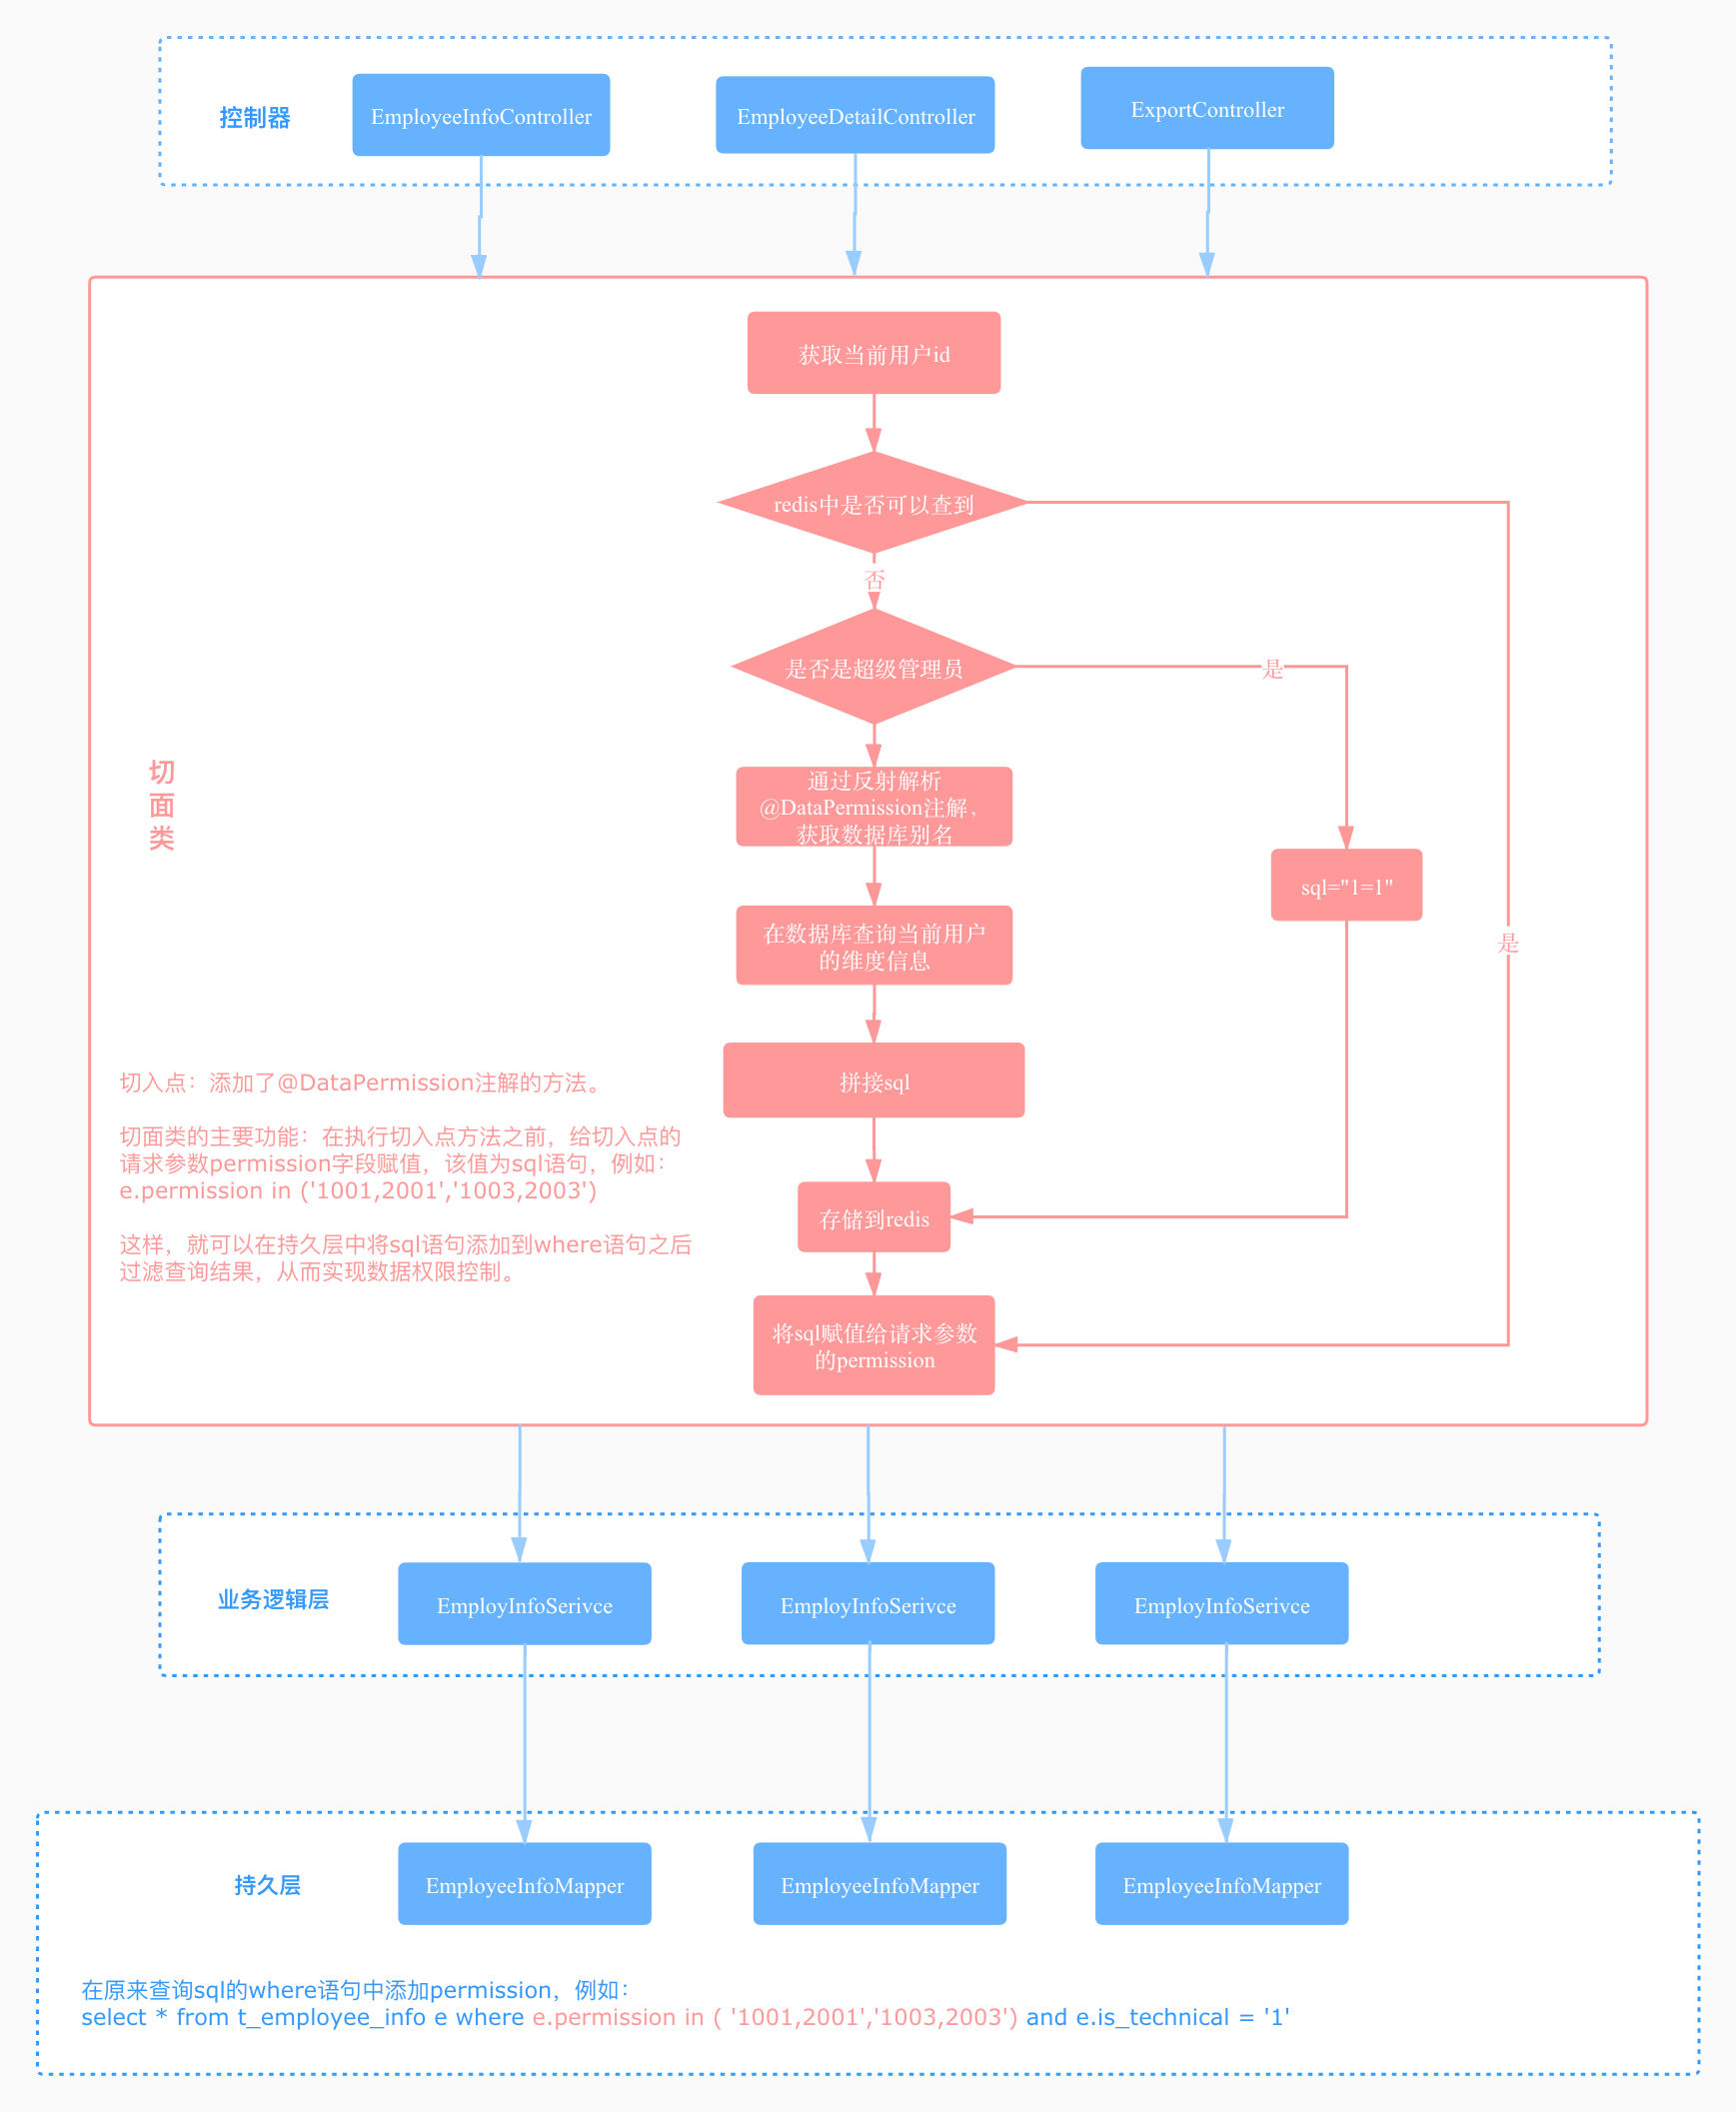 控制器
EmployeeInfoController
EmployeeDetailController
ExportController
获取当前用户id
redis中是否可以查到
否
是否是超级管理员
是
通过反射解析
@DataPermission注解，
获取数据库别名
切
面
类
sql="1=1"
在数据库查询当前用户
的维度信息
是
拼接sql
切入点：添加了@DataPermission注解的方法。
切面类的主要功能：在执行切入点方法之前，给切入点的
请求参数permission字段赋值，该值为sql语句，例如：
e.permission in ('1001,2001','1003,2003')
这样，就可以在持久层中将sql语句添加到where语句之后
过滤查询结果，从而实现数据权限控制。
存储到redis
将sql赋值给请求参数
的permission
业务逻辑层
EmployInfoSerivce
EmployInfoSerivce
EmployInfoSerivce
持久层
EmployeeInfoMapper
EmployeeInfoMapper
EmployeeInfoMapper
在原来查询sql的where语句中添加permission，例如：
select * from t_employee_info e where e.permission in ( '1001,2001','1003,2003') and e.is_technical = '1'